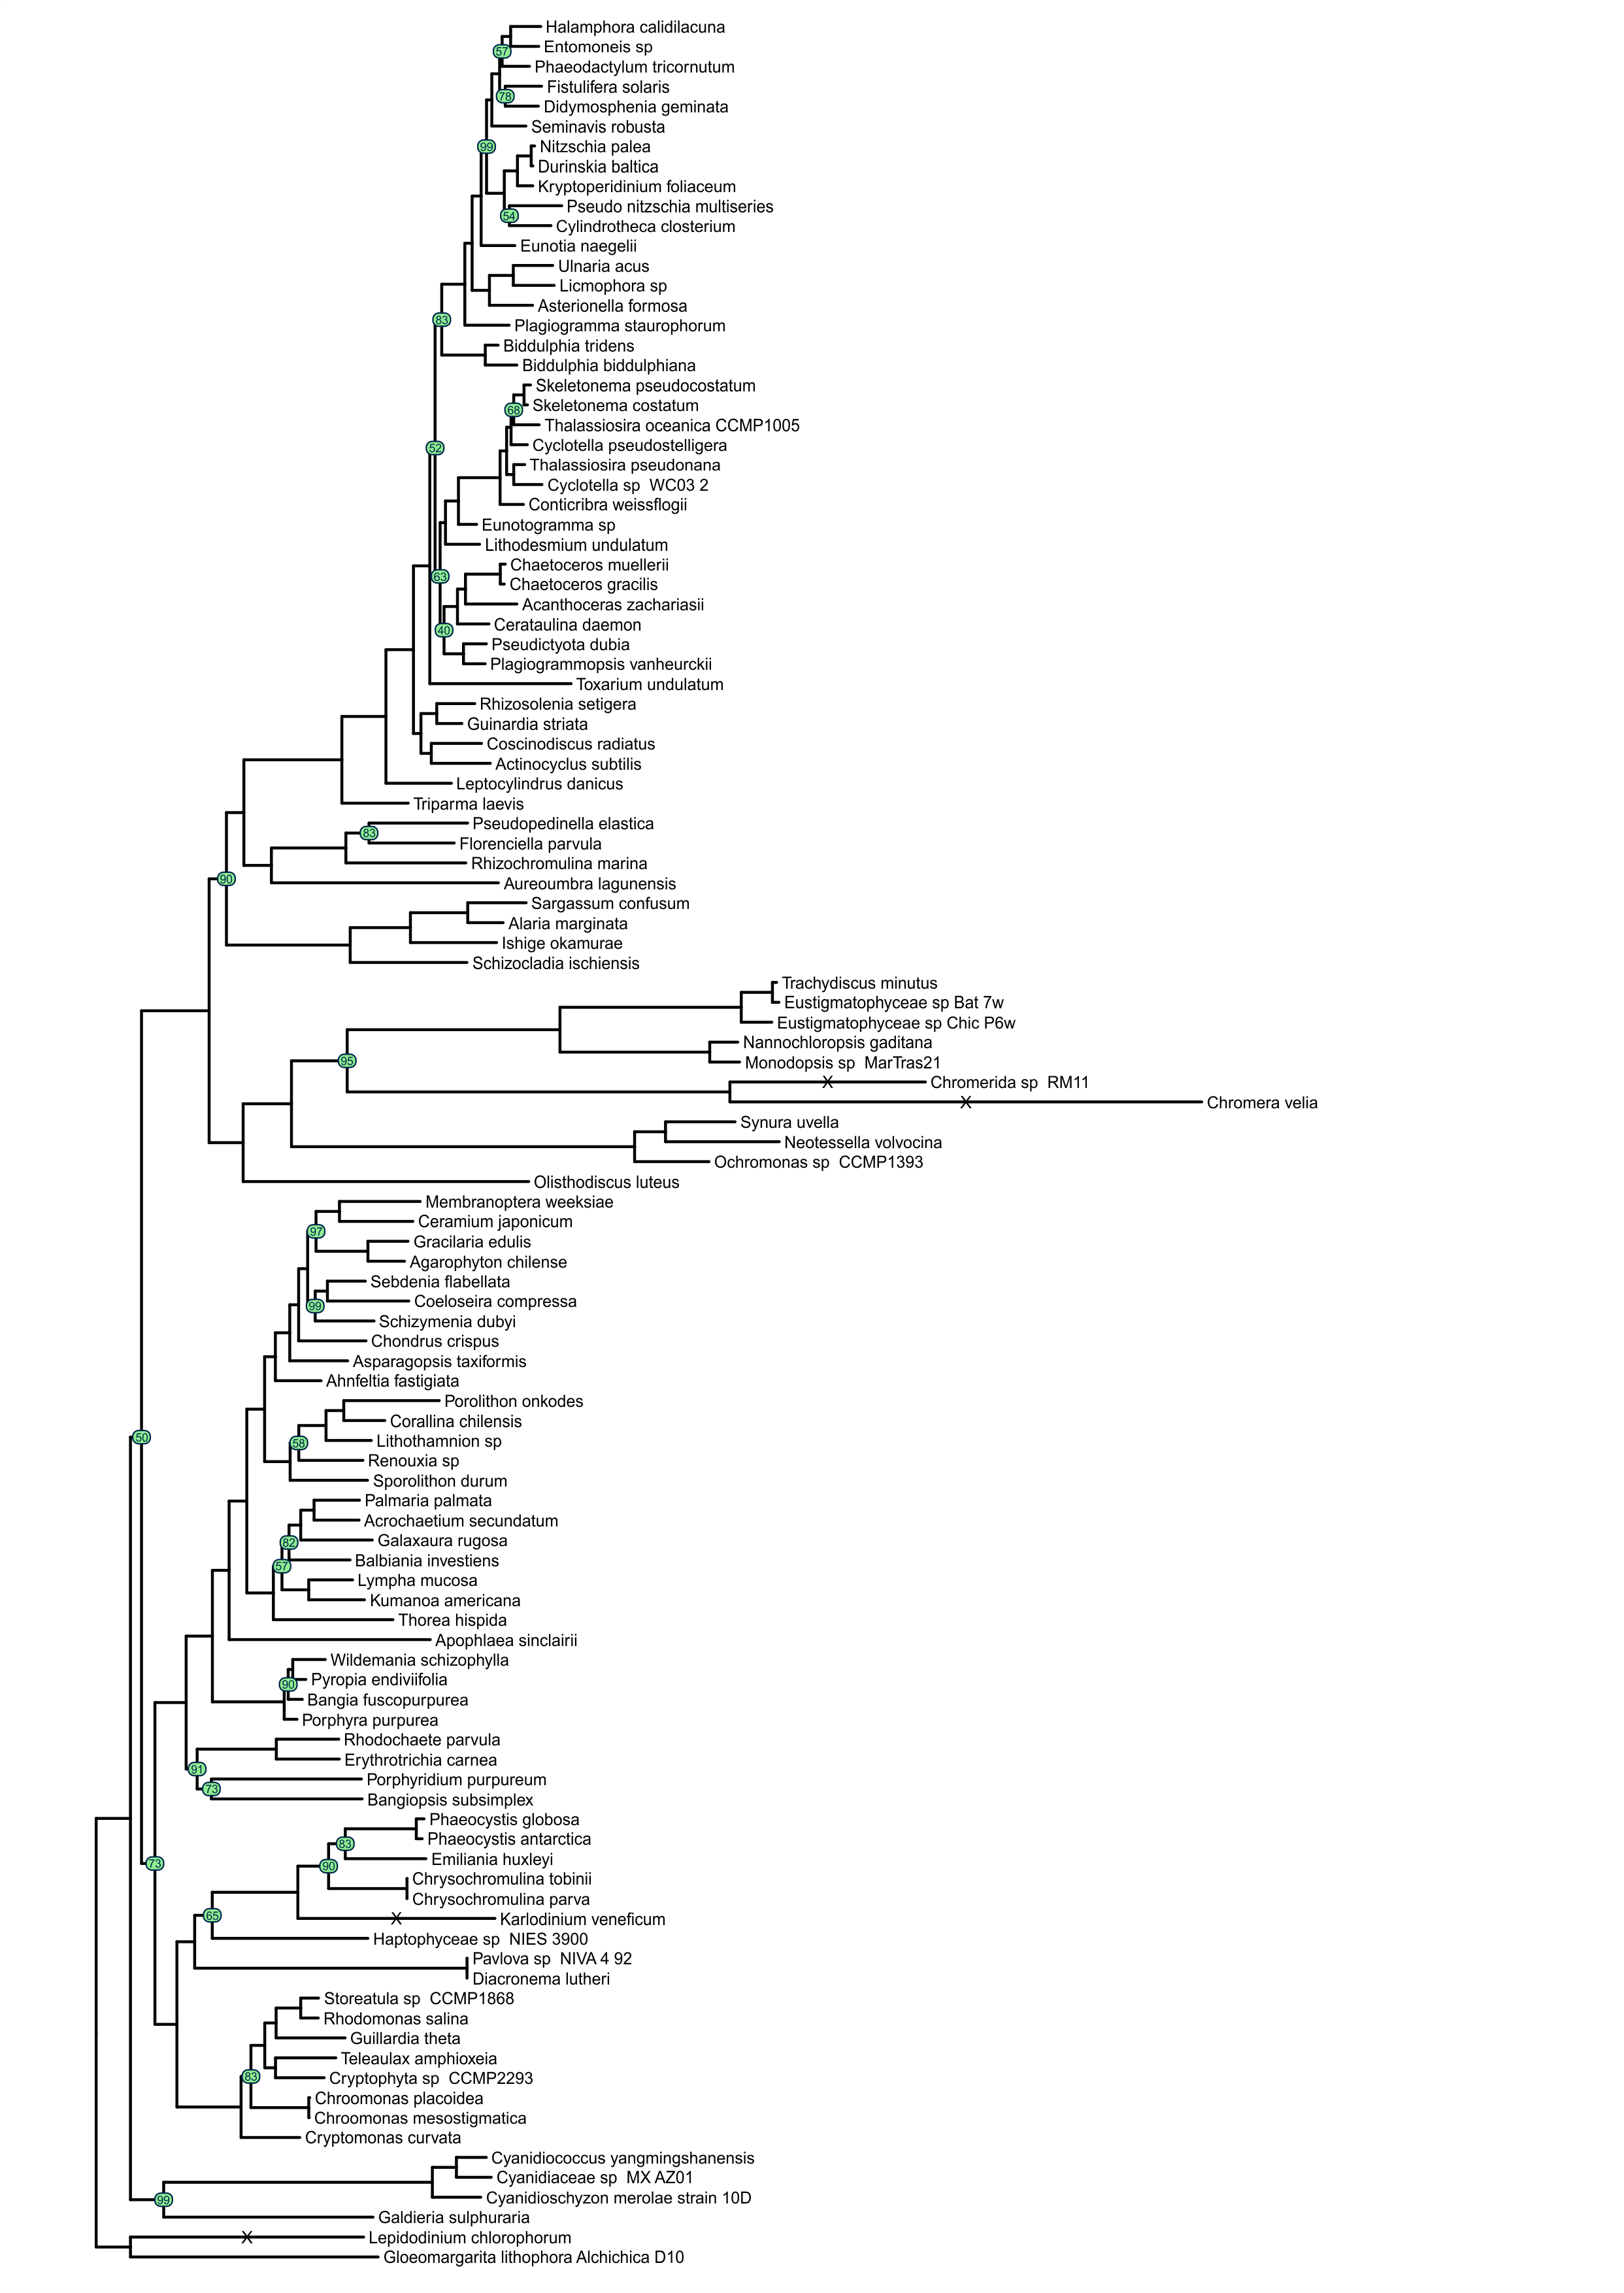 Halamphora calidilacuna
Entomoneis sp
57
Phaeodactylum tricornutum
Fistulifera solaris
78
Didymosphenia geminata
Seminavis robusta
99
Nitzschia palea
Durinskia baltica
Kryptoperidinium foliaceum
Pseudo nitzschia multiseries
54
Cylindrotheca closterium
Eunotia naegelii
Ulnaria acus
Licmophora sp
Asterionella formosa
83
Plagiogramma staurophorum
Biddulphia tridens
Biddulphia biddulphiana
Skeletonema pseudocostatum
Skeletonema costatum
68
Thalassiosira oceanica CCMP1005
Cyclotella pseudostelligera
52
Thalassiosira pseudonana
Cyclotella sp WC03 2
Conticribra weissflogii
Eunotogramma sp
Lithodesmium undulatum
Chaetoceros muellerii
63
Chaetoceros gracilis
Acanthoceras zachariasii
Cerataulina daemon
40
Pseudictyota dubia
Plagiogrammopsis vanheurckii
Toxarium undulatum
Rhizosolenia setigera
Guinardia striata
Coscinodiscus radiatus
Actinocyclus subtilis
Leptocylindrus danicus
Triparma laevis
Pseudopedinella elastica
83
Florenciella parvula
Rhizochromulina marina
90
Aureoumbra lagunensis
Sargassum confusum
Alaria marginata
Ishige okamurae
Schizocladia ischiensis
Trachydiscus minutus
Eustigmatophyceae sp Bat 7w
Eustigmatophyceae sp Chic P6w
Nannochloropsis gaditana
95
Monodopsis sp MarTras21
X
Chromerida sp RM11
X
Chromera velia
Synura uvella
Neotessella volvocina
Ochromonas sp CCMP1393
Olisthodiscus luteus
Membranoptera weeksiae
Ceramium japonicum
97
Gracilaria edulis
Agarophyton chilense
Sebdenia flabellata
Coeloseira compressa
99
Schizymenia dubyi
Chondrus crispus
Asparagopsis taxiformis
Ahnfeltia fastigiata
Porolithon onkodes
Corallina chilensis
50
58
Lithothamnion sp
Renouxia sp
Sporolithon durum
Palmaria palmata
Acrochaetium secundatum
82
Galaxaura rugosa
57
Balbiania investiens
Lympha mucosa
Kumanoa americana
Thorea hispida
Apophlaea sinclairii
Wildemania schizophylla
90
Pyropia endiviifolia
Bangia fuscopurpurea
Porphyra purpurea
Rhodochaete parvula
Erythrotrichia carnea
91
Porphyridium purpureum
73
Bangiopsis subsimplex
Phaeocystis globosa
Phaeocystis antarctica
83
Emiliania huxleyi
73
90
Chrysochromulina tobinii
Chrysochromulina parva
65
X
Karlodinium veneficum
Haptophyceae sp NIES 3900
Pavlova sp NIVA 4 92
Diacronema lutheri
Storeatula sp CCMP1868
Rhodomonas salina
Guillardia theta
Teleaulax amphioxeia
83
Cryptophyta sp CCMP2293
Chroomonas placoidea
Chroomonas mesostigmatica
Cryptomonas curvata
Cyanidiococcus yangmingshanensis
Cyanidiaceae sp MX AZ01
99
Cyanidioschyzon merolae strain 10D
Galdieria sulphuraria
X
Lepidodinium chlorophorum
Gloeomargarita lithophora Alchichica D10